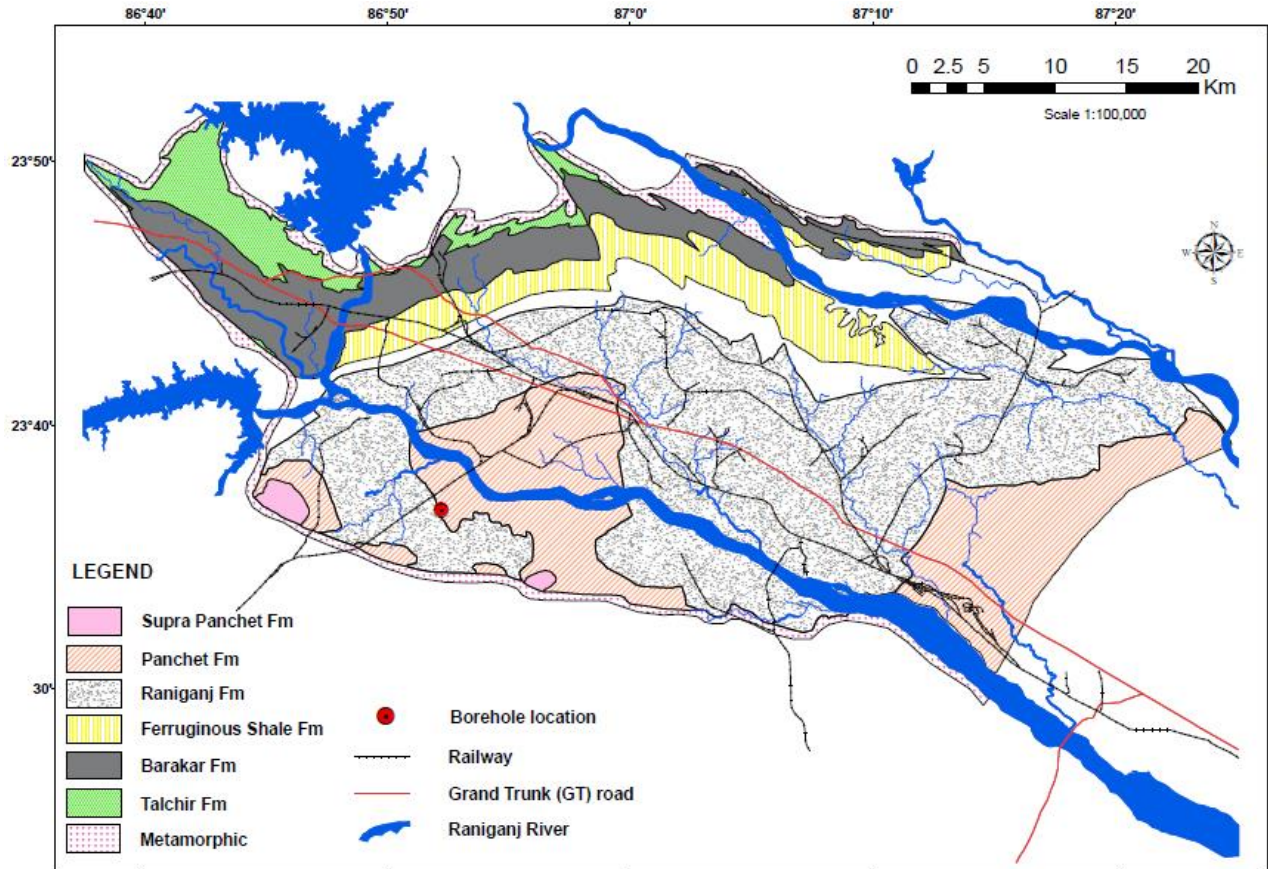 86°40' 86°50' 87°0' 87°10' 87°20'
0 2.5 5 10 15 20
Km
Scale 1:100,000
23°50'
N
W E
S
23°40'
30'
LEGEND
Supra Panchet Fm
Panchet Fm
Raniganj Fm
Ferruginous Shale Fm
Barakar Fm
Talchir Fm
Metamorphic
Borehole location
Railway
Grand Trunk (GT) road
Raniganj River